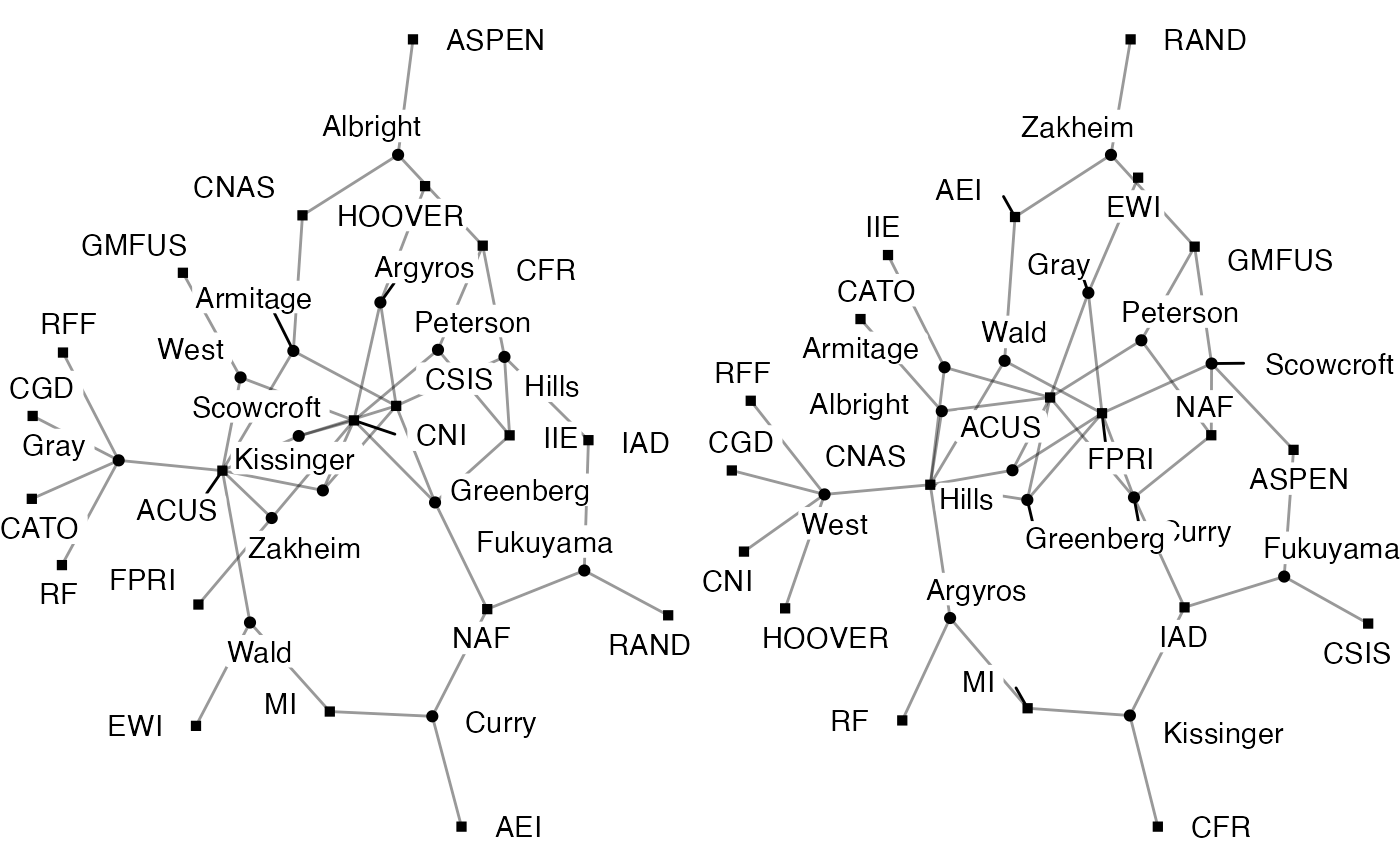 ASPEN
Albright
CNAS
HOOVER
GMFUS
Argyros
CFR
Armitage
RFF
West
Peterson
CGD
CSIS
Hills
Scowcroft
Gray
CNI
IIE
IAD
Kissinger
ACUS
Greenberg
CATO
Zakheim
Fukuyama
FPRI
RF
Wald
NAF
RAND
MI
EWI
Curry
AEI
RAND
Zakheim
AEI
EWI
IIE
Gray
GMFUS
CATO
Peterson
Wald
Armitage
Scowcroft
RFF
Albright
NAF
ACUS
CGD
CNAS
FPRI
ASPEN
Hills
West
Greenberg
Curry
Fukuyama
CNI
Argyros
HOOVER
IAD
CSIS
MI
RF
Kissinger
CFR